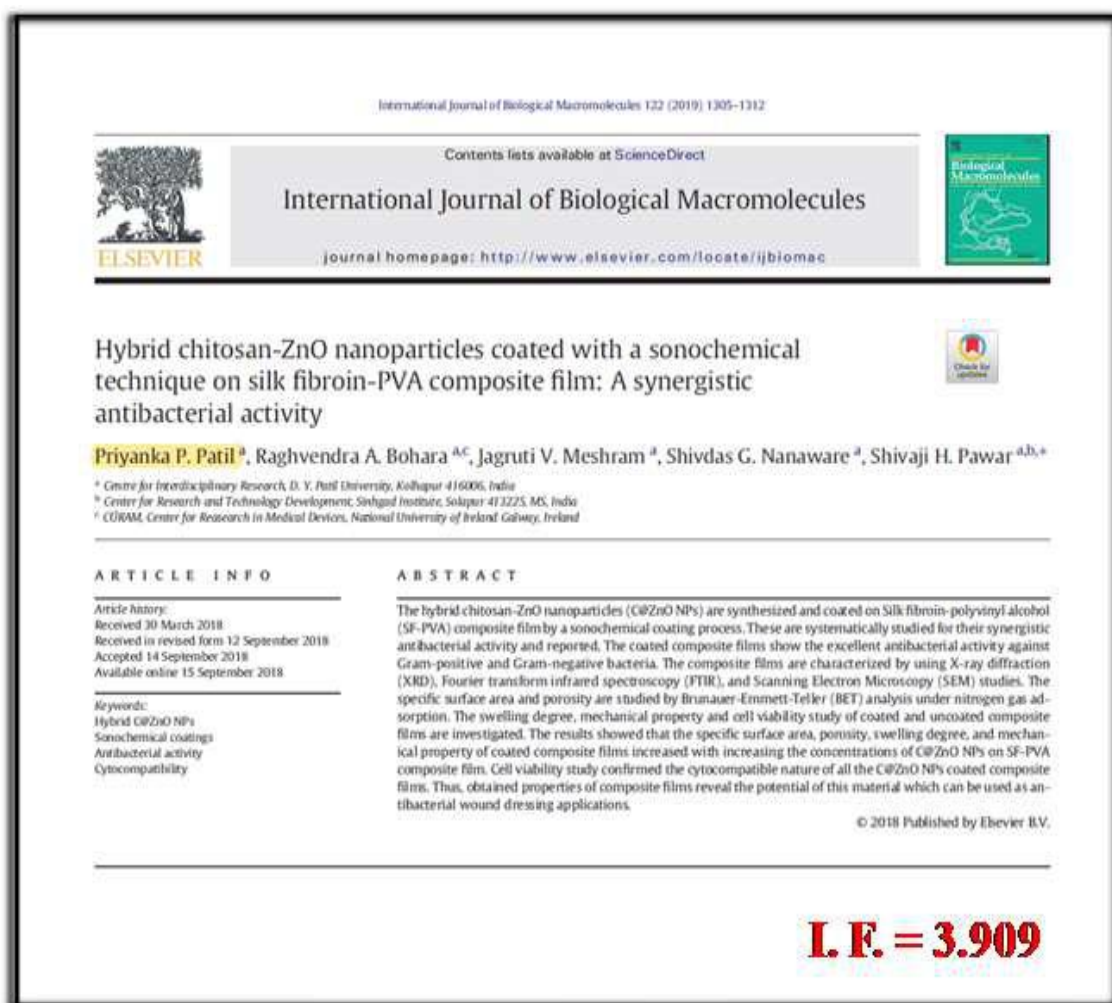 International Journal of Biological Macromolecules 122 (2019) 1305–1312
Contents lists available at ScienceDirect
International Journal of Biological Macromolecules
journal homepage: http://www.elsevier.com/locate/ijbiomac
ELSEVIER
Biological
Macromolecules
Hybrid chitosan-ZnO nanoparticles coated with a sonochemical
technique on silk fibroin-PVA composite film: A synergistic
antibacterial activity
Check for
updates
Priyanka P. Patil a, Raghvendra A. Bohara a,c, Jagruti V. Meshram a, Shivdas G. Nanaware a, Shivaji H. Pawar a,b,*
a Centre for Interdisciplinary Research, D. Y. Patil University, Kolhapur 416006, India
b Center for Research and Technology Development, Sinhgad Institute, Solapur 413225, MS, India
c CÚRAM, Center for Reasearch in Medical Devices, National University of Ireland Galway, Ireland
ARTICLE INFO
Article history:
Received 30 March 2018
Received in revised form 12 September 2018
Accepted 14 September 2018
Available online 15 September 2018
Keywords:
Hybrid C@ZnO NPs
Sonochemical coatings
Antibacterial activity
Cytocompatibility
ABSTRACT
The hybrid chitosan-ZnO nanoparticles (C@ZnO NPs) are synthesized and coated on Silk fibroin-polyvinyl alcohol
(SF-PVA) composite film by a sonochemical coating process. These are systematically studied for their synergistic
antibacterial activity and reported. The coated composite films show the excellent antibacterial activity against
Gram-positive and Gram-negative bacteria. The composite films are characterized by using X-ray diffraction
(XRD), Fourier transform infrared spectroscopy (FTIR), and Scanning Electron Microscopy (SEM) studies. The
specific surface area and porosity are studied by Brunauer-Emmett-Teller (BET) analysis under nitrogen gas ad-
sorption. The swelling degree, mechanical property and cell viability study of coated and uncoated composite
films are investigated. The results showed that the specific surface area, porosity, swelling degree, and mechan-
ical property of coated composite films increased with increasing the concentrations of C@ZnO NPs on SF-PVA
composite film. Cell viability study confirmed the cytocompatible nature of all the C@ZnO NPs coated composite
films. Thus, obtained properties of composite films reveal the potential of this material which can be used as an-
tibacterial wound dressing applications.
© 2018 Published by Elsevier B.V.
I. F. = 3.909